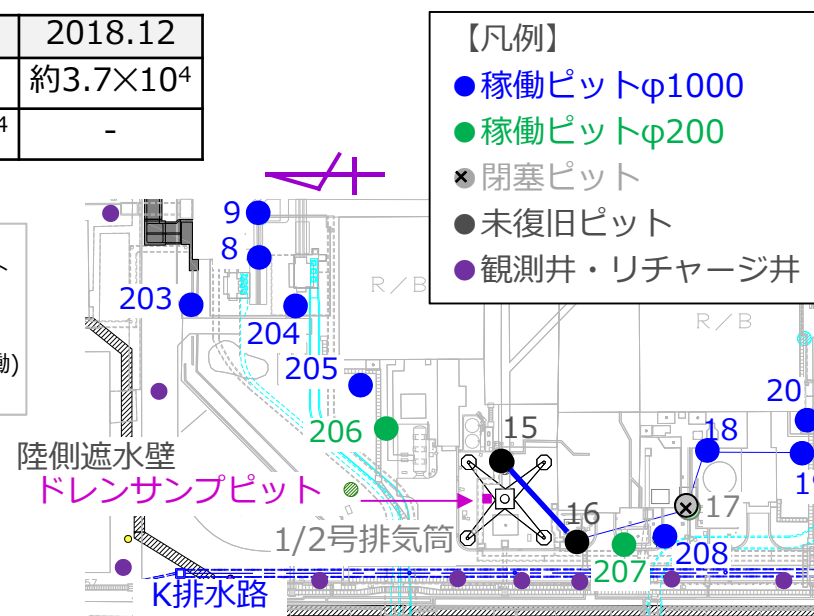 2018.12
約3.7×10⁴
4
-
【凡例】
稼働ピットφ1000
稼働ピットφ200
閉塞ピット
未復旧ピット
観測井・リチャージ井
ト
働)
9
8
203
204
205
206
R/B
R/B
20
15
18
19
陸側遮水壁
ドレンサンプピット
16
17
1/2号排気筒
207
208
K排水路